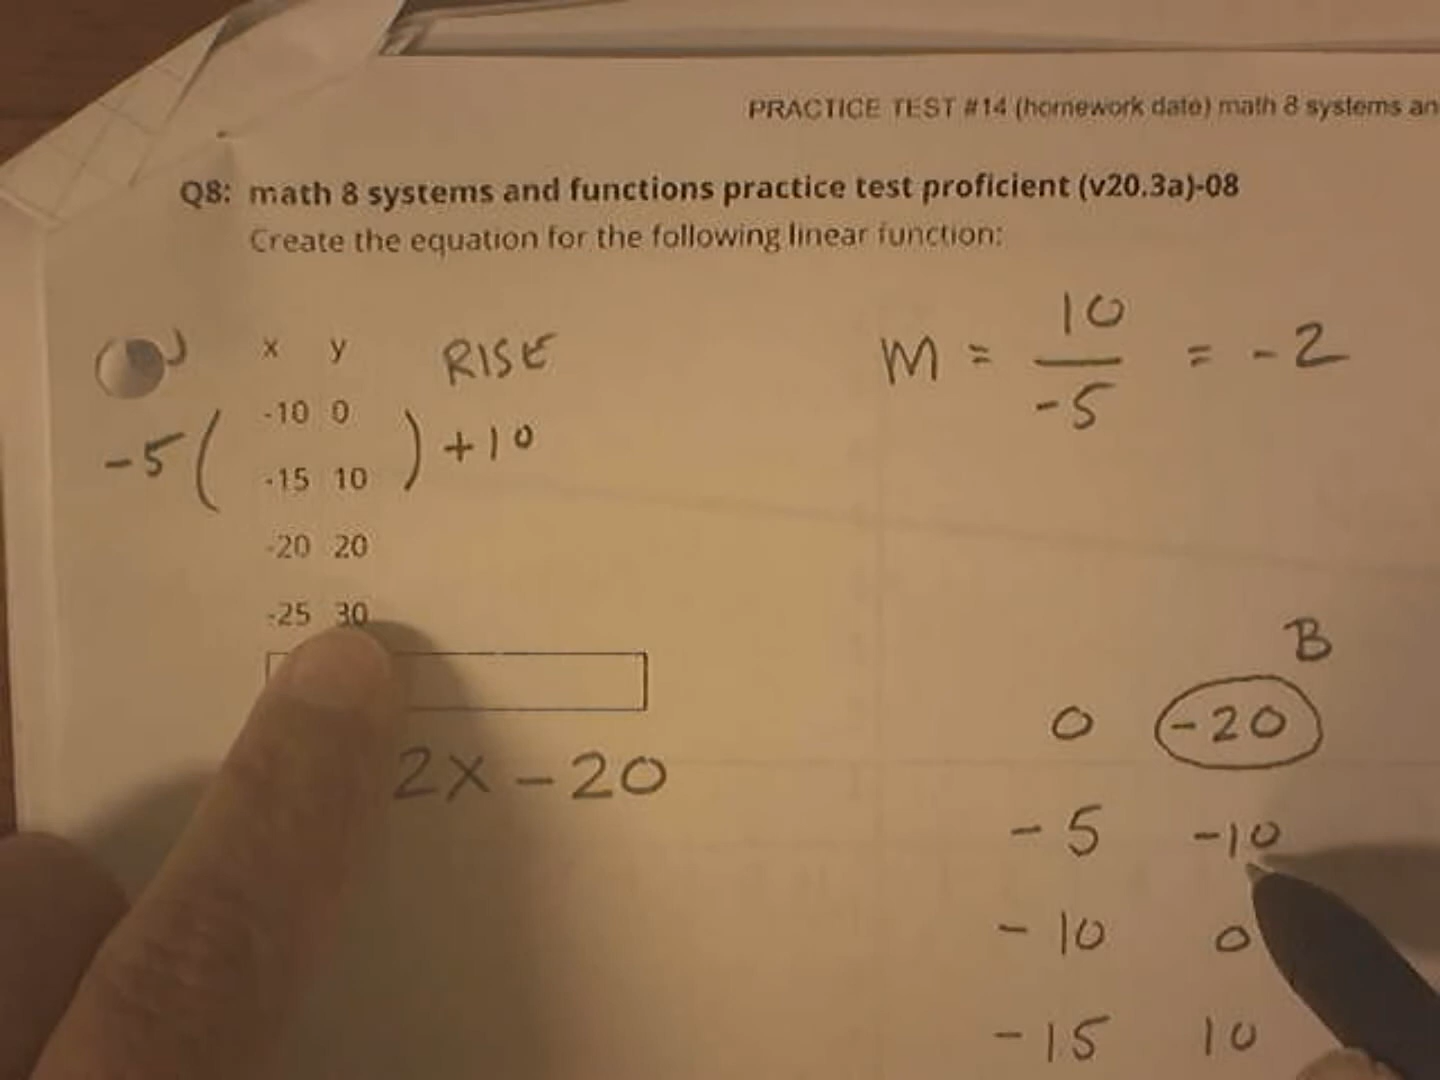 PRACTICE TEST #14 (homework date) math 8 systems an
Q8: math 8 systems and functions practice test proficient (v20.3a)-08
Create the equation for the following linear function:
x y RISE
M = 10 / -5 = -2
-10 0
-5 ( ) +10
-15 10
-20 20
-25 30
2x - 20
B
0 -20
-5 -10
-10 0
-15 10